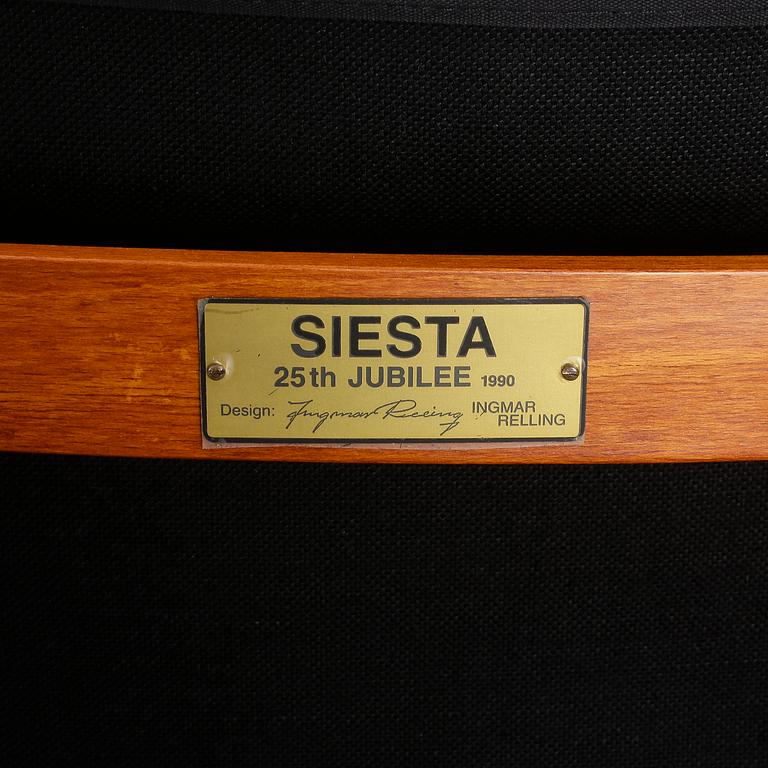 SIESTA
25th JUBILEE 1990
Design: Ingmar Relling INGMAR
RELLING